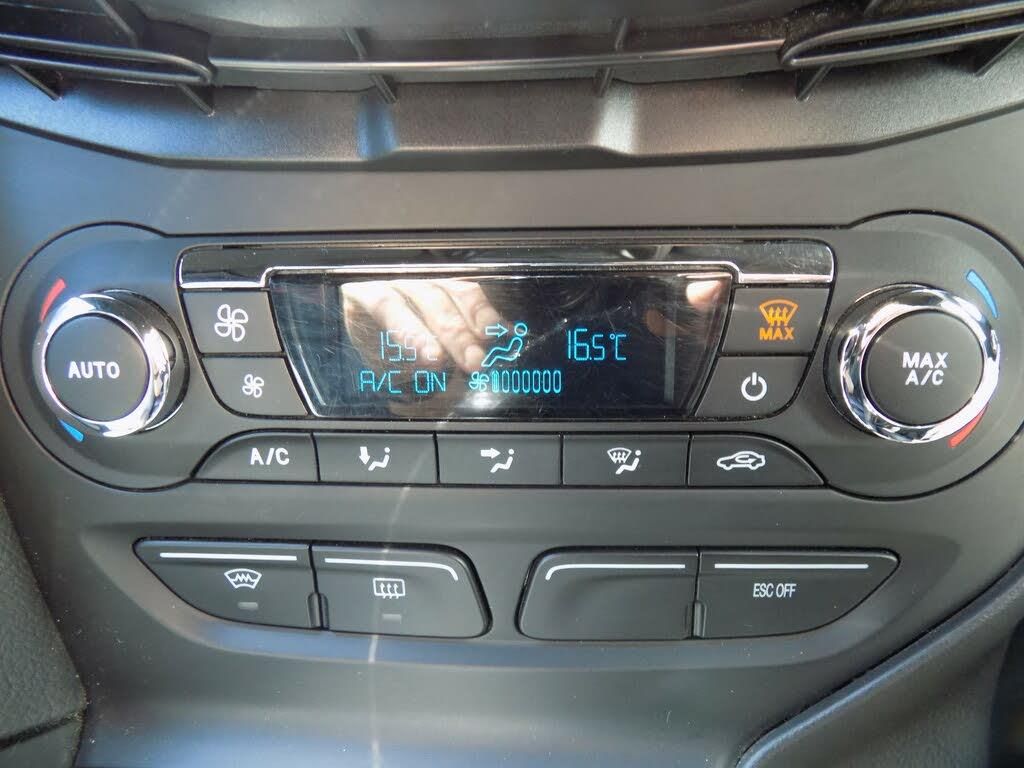 15.5°C 16.5°C
A/C ON
MAX
AUTO
MAX
A/C
A/C
ESC OFF